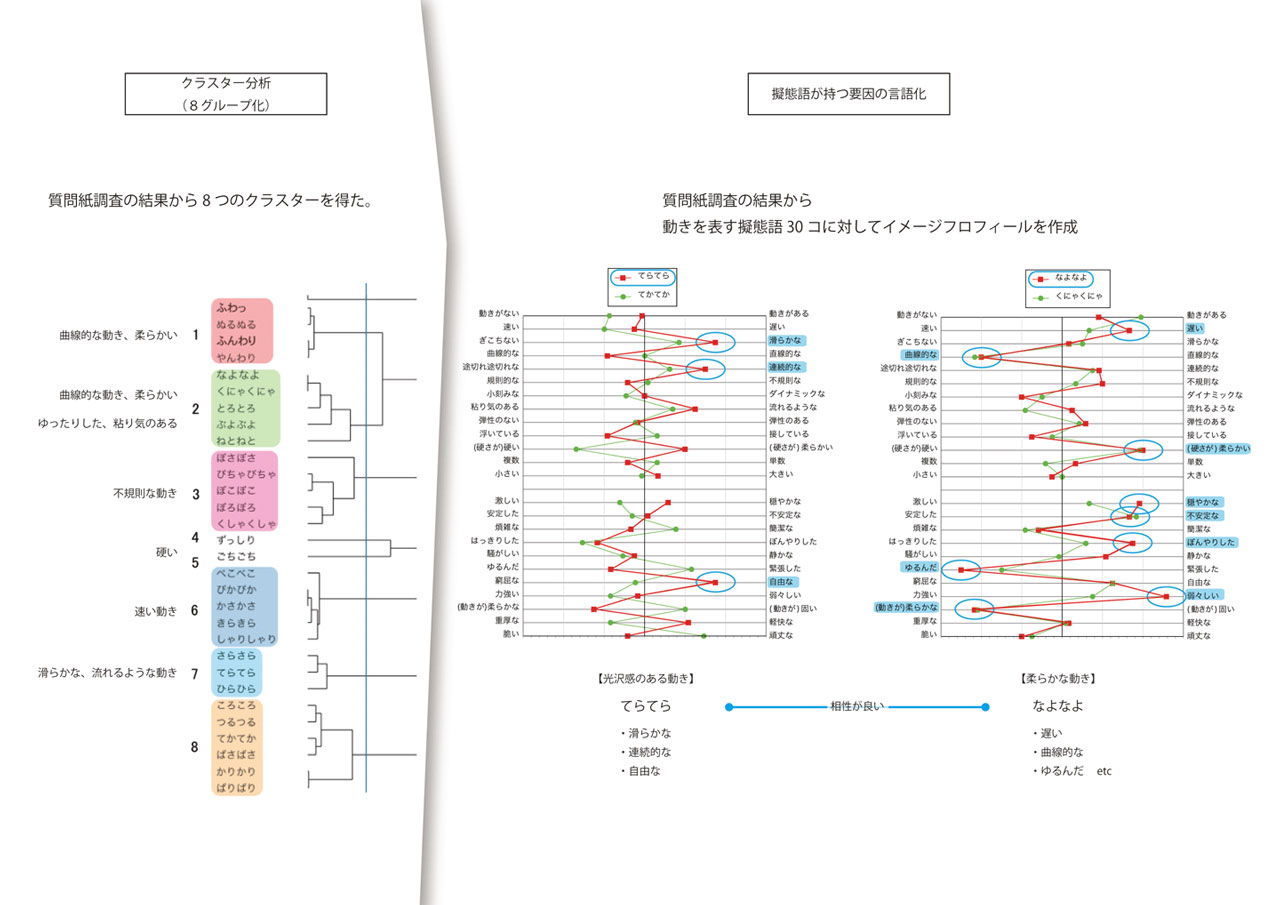 クラスター分析
（８グループ化）
質問紙調査の結果から 8 つのクラスターを得た。
曲線的な動き、柔らかい
1
ふわっ
ぬるぬる
ふんわり
やんわり
曲線的な動き、柔らかい
ゆったりした、粘り気のある
2
なよなよ
くにゃくにゃ
とろとろ
ぶよぶよ
ねとねと
不規則な動き
3
ぼさぼさ
ぴちゃぴちゃ
ぼこぼこ
ぼろぼろ
くしゃくしゃ
硬い
4
ずっしり
5
ごちごち
速い動き
6
ぺこぺこ
ぴかぴか
かさかさ
きらきら
しゃりしゃり
滑らかな、流れるような動き
7
さらさら
てらてら
ひらひら
8
ころころ
つるつる
てかてか
ぱさぱさ
かりかり
ぱりぱり
擬態語が持つ要因の言語化
質問紙調査の結果から
動きを表す擬態語 30 コに対してイメージフロフィールを作成
てらてら
てかてか
動きがない 動きがある
速い 遅い
ぎこちない 滑らかな
曲線的な 直線的な
途切れ途切れな 連続的な
規則的な 不規則な
小刻みな ダイナミックな
粘り気のある 流れるような
弾性のない 弾性のある
浮いている 接している
(硬さが)硬い (硬さが)柔らかい
複数 単数
小さい 大きい
激しい 穏やかな
安定した 不安定な
煩雑な 簡潔な
はっきりした ぼんやりした
騒がしい 静かな
ゆるんだ 緊張した
窮屈な 自由な
力強い 弱々しい
(動きが)柔らかな (動きが)固い
重厚な 軽快な
脆い 頑丈な
【光沢感のある動き】
てらてら
・滑らかな
・連続的な
・自由な
相性が良い
なよなよ
くにゃくにゃ
動きがない 動きがある
速い 遅い
ぎこちない 滑らかな
曲線的な 直線的な
途切れ途切れな 連続的な
規則的な 不規則な
小刻みな ダイナミックな
粘り気のある 流れるような
弾性のない 弾性のある
浮いている 接している
(硬さが)硬い (硬さが)柔らかい
複数 単数
小さい 大きい
激しい 穏やかな
安定した 不安定な
煩雑な 簡潔な
はっきりした ぼんやりした
騒がしい 静かな
ゆるんだ 緊張した
窮屈な 自由な
力強い 弱々しい
(動きが)柔らかな (動きが)固い
重厚な 軽快な
脆い 頑丈な
【柔らかな動き】
なよなよ
・遅い
・曲線的な
・ゆるんだ etc